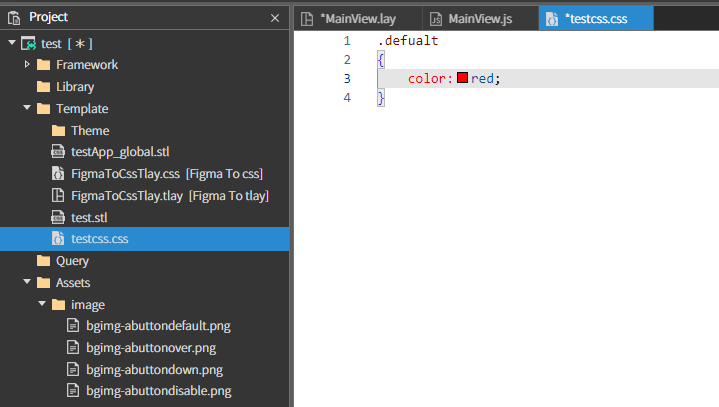 Project
test [ * ]
Framework
Library
Template
Theme
testApp_global.stl
FigmaToCssTlay.css [Figma To css]
FigmaToCssTlay.tlay [Figma To tlay]
test.stl
testcss.css
Query
Assets
image
bgimg-abuttondefault.png
bgimg-abuttonover.png
bgimg-abuttondown.png
bgimg-abuttondisable.png
*MainView.lay MainView.js *testcss.css
1 .defualt
2 {
3 color: red;
4 }